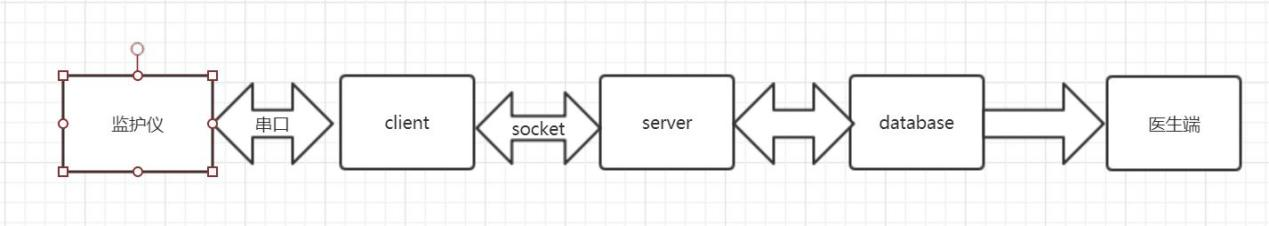 监护仪
串口
client
socket
server
database
医生端